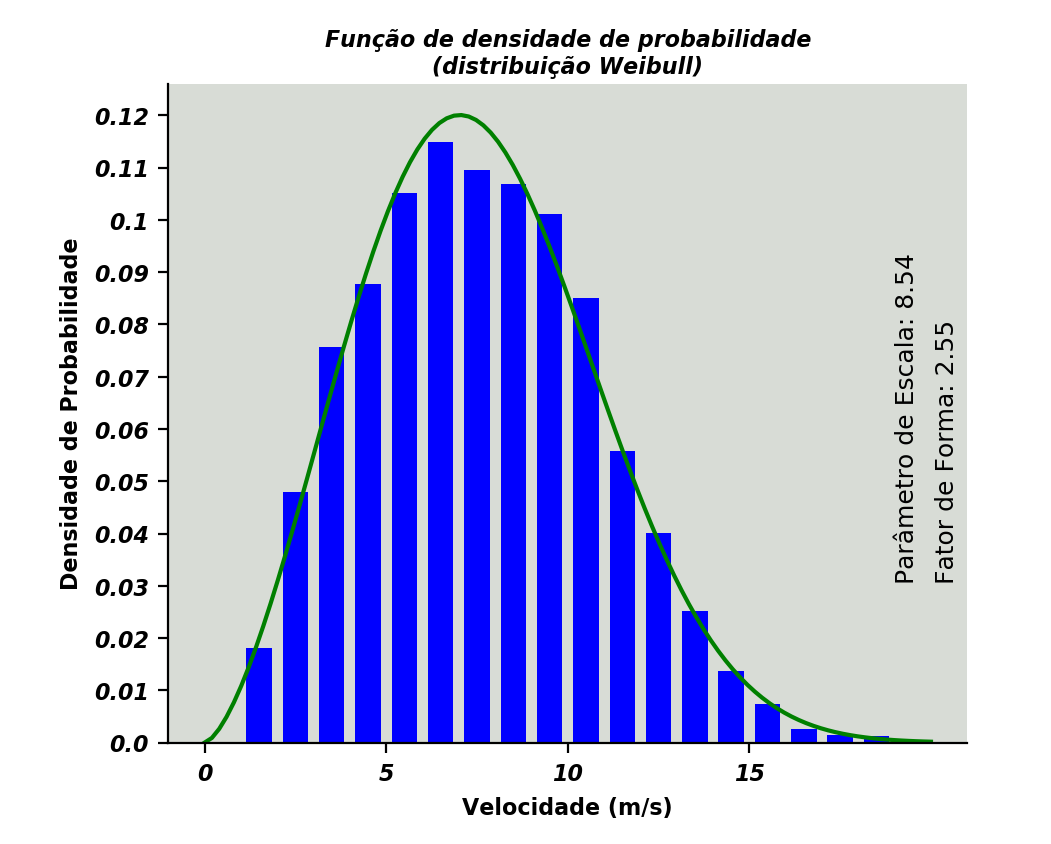 Função de densidade de probabilidade
(distribuição Weibull)
Densidade de Probabilidade
0.12
0.11
0.1
0.09
0.08
0.07
0.06
0.05
0.04
0.03
0.02
0.01
0.0
0
5
10
15
Velocidade (m/s)
Parâmetro de Escala: 8.54
Fator de Forma: 2.55